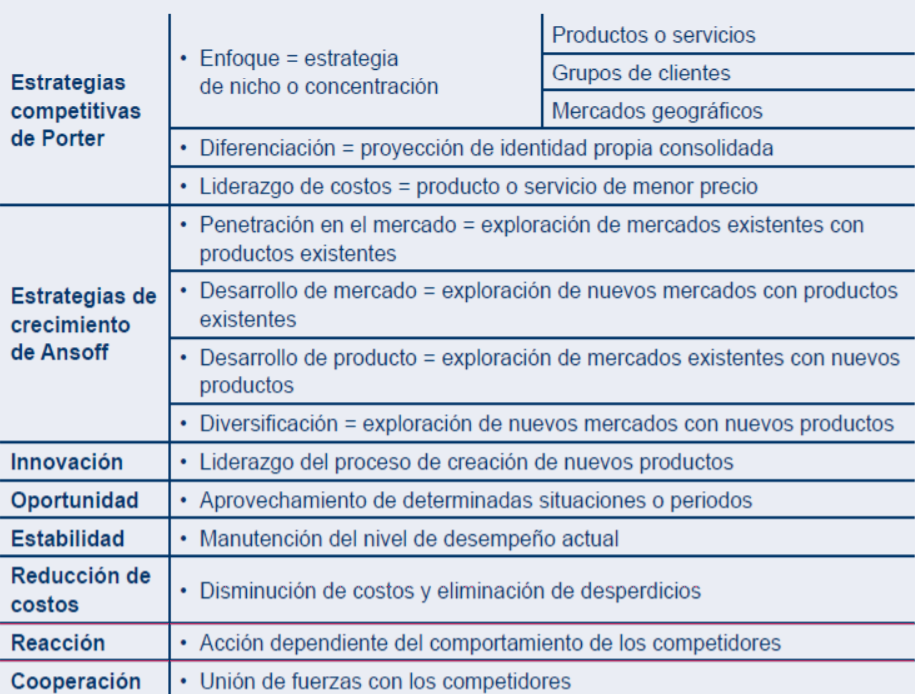 Estrategias
competitivas
de Porter
• Enfoque = estrategia
de nicho o concentración
Productos o servicios
Grupos de clientes
Mercados geográficos
• Diferenciación = proyección de identidad propia consolidada
• Liderazgo de costos = producto o servicio de menor precio
Estrategias de
crecimiento
de Ansoff
• Penetración en el mercado = exploración de mercados existentes con
productos existentes
• Desarrollo de mercado = exploración de nuevos mercados con productos
existentes
• Desarrollo de producto = exploración de mercados existentes con nuevos
productos
• Diversificación = exploración de nuevos mercados con nuevos productos
Innovación
• Liderazgo del proceso de creación de nuevos productos
Oportunidad
• Aprovechamiento de determinadas situaciones o periodos
Estabilidad
• Manutención del nivel de desempeño actual
Reducción de
costos
• Disminución de costos y eliminación de desperdicios
Reacción
• Acción dependiente del comportamiento de los competidores
Cooperación
• Unión de fuerzas con los competidores